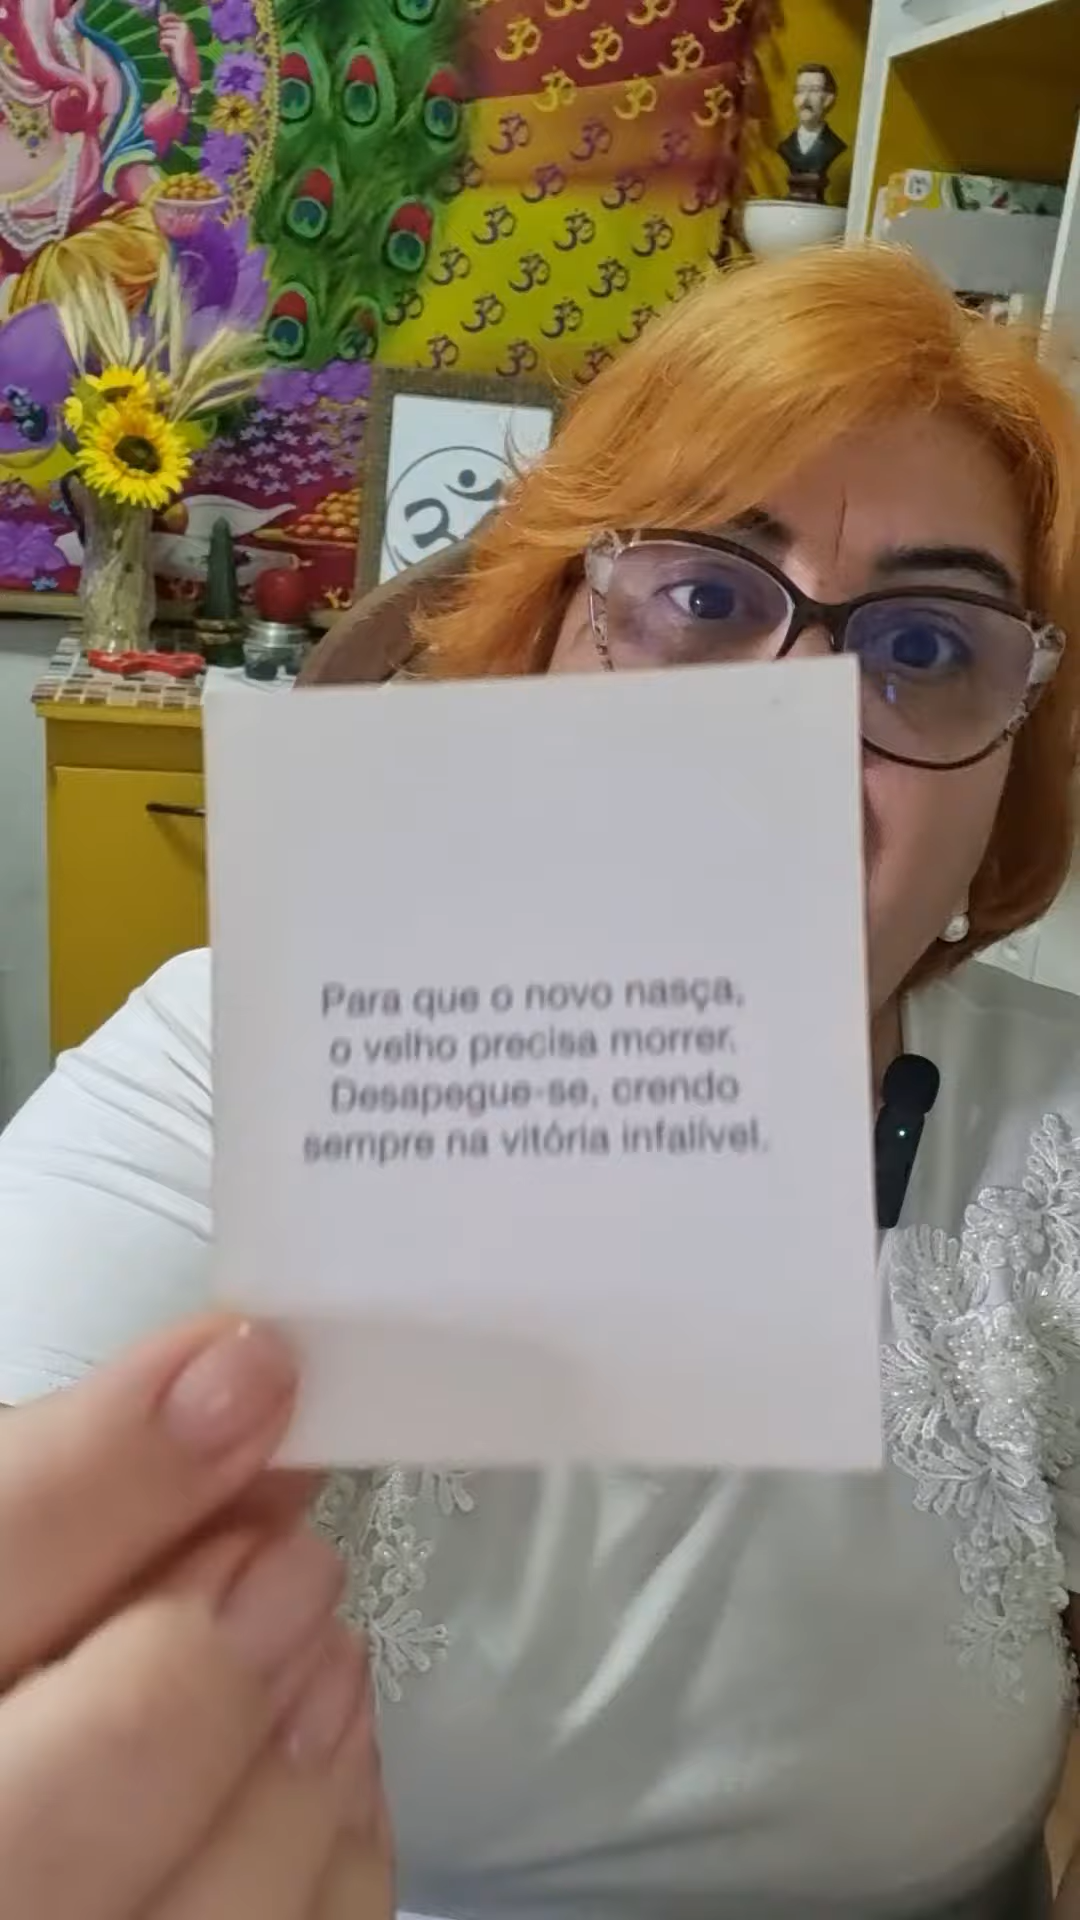 Para que o novo nasça,
o velho precisa morrer.
Desapegue-se, crendo
sempre na vitória infalível.